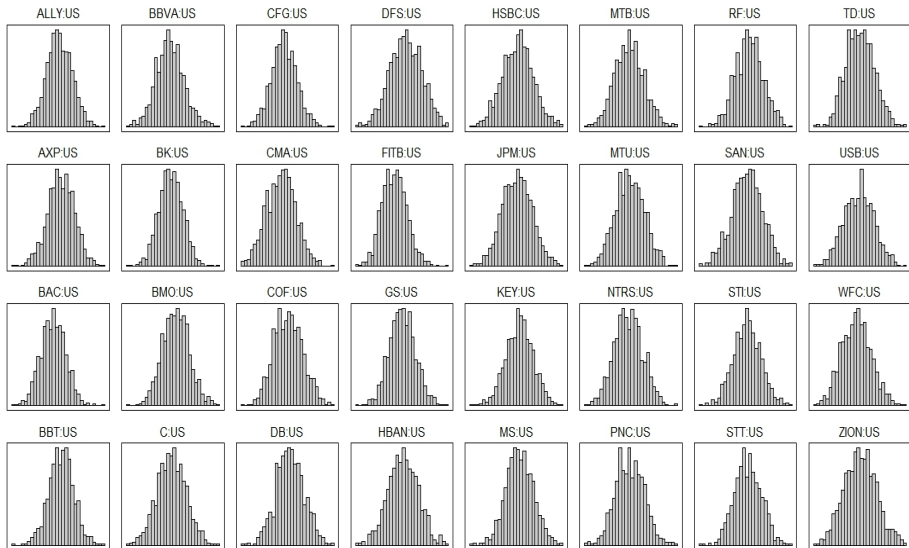 ALLY:US BBVA:US CFG:US DFS:US HSBC:US MTB:US RF:US TD:US
AXP:US BK:US CMA:US FITB:US JPM:US MTU:US SAN:US USB:US
BAC:US BMO:US COF:US GS:US KEY:US NTRS:US STI:US WFC:US
BBT:US C:US DB:US HBAN:US MS:US PNC:US STT:US ZION:US